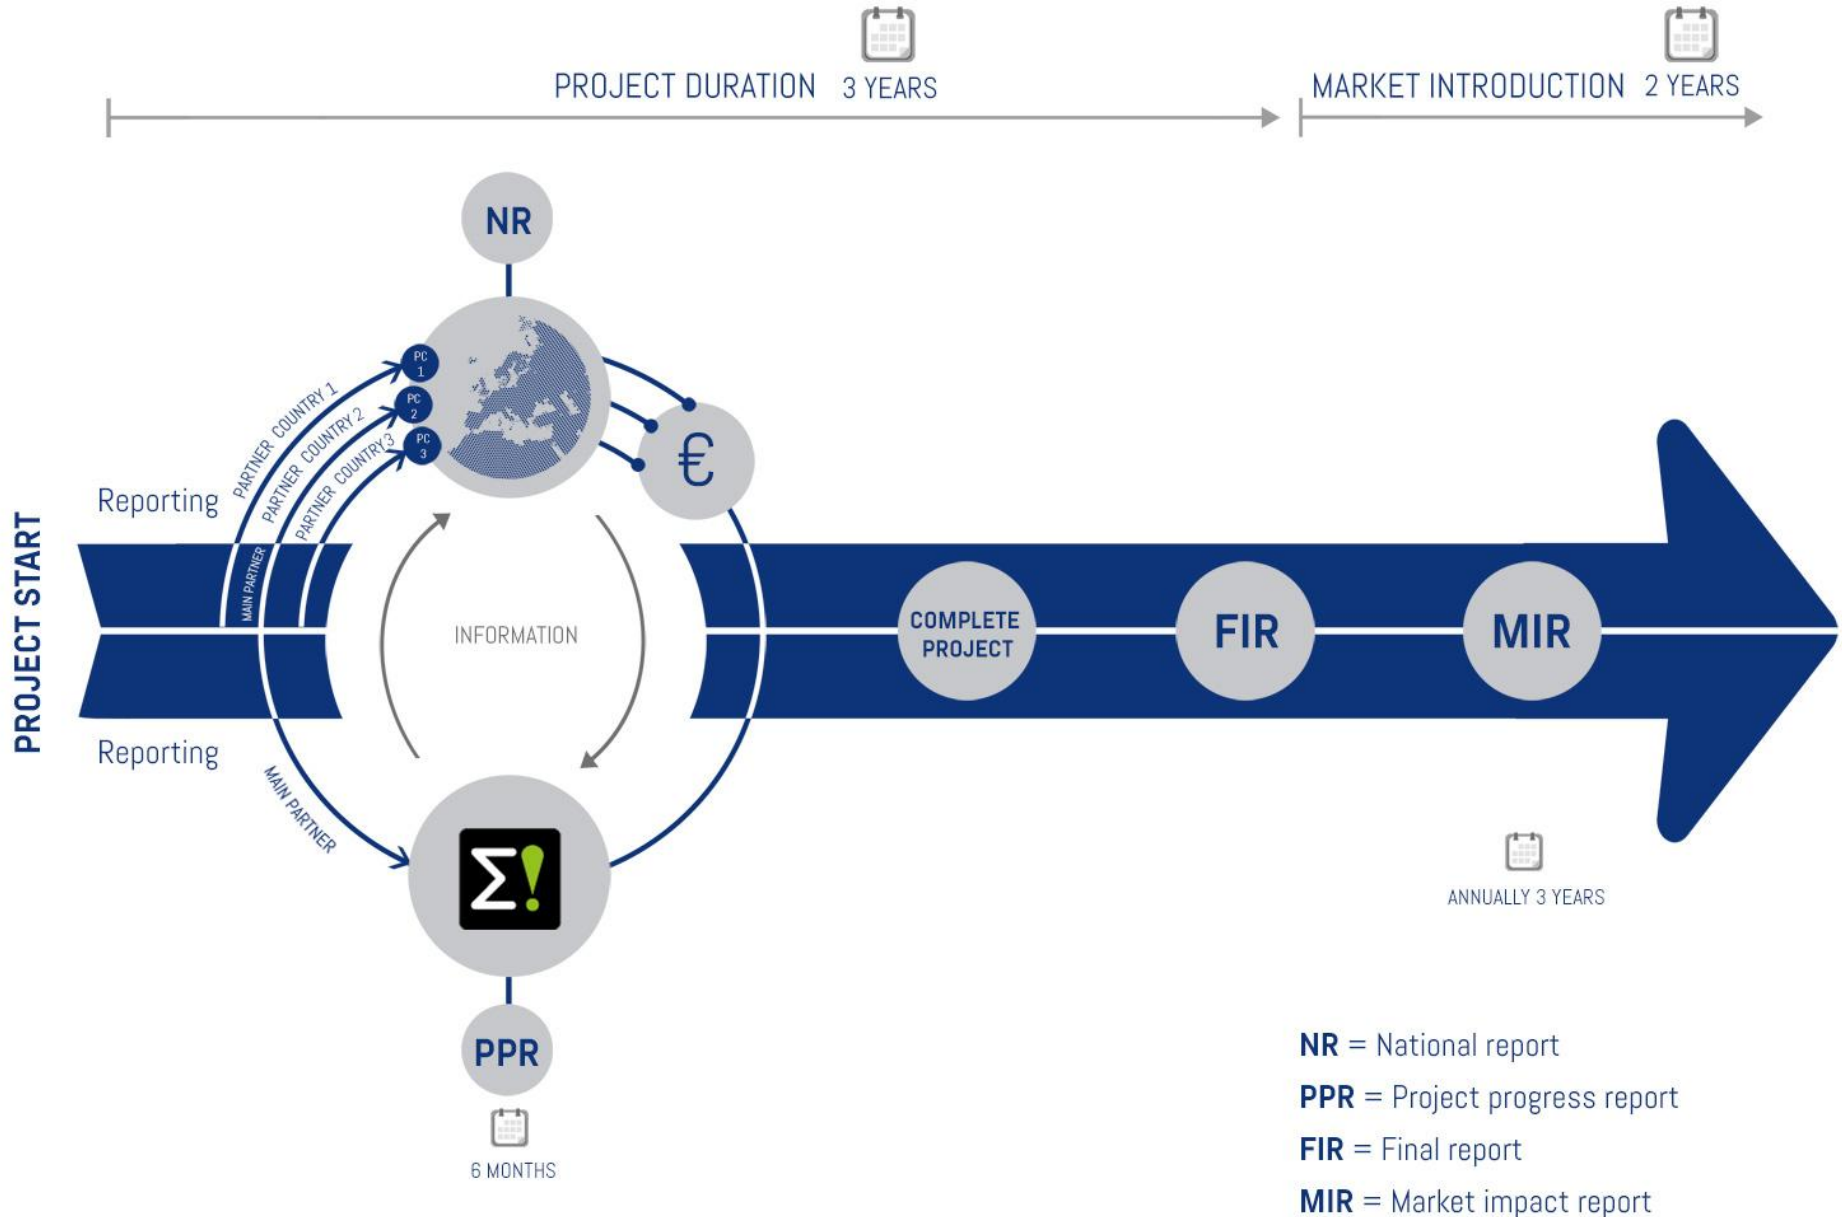 PROJECT DURATION 3 YEARS
MARKET INTRODUCTION 2 YEARS
NR
PC
1
PC
2
PC
3
PARTNER COUNTRY 1
PARTNER COUNTRY 2
PARTNER COUNTRY 3
€
Reporting
MAIN PARTNER
PROJECT START
INFORMATION
COMPLETE
PROJECT
FIR
MIR
Reporting
MAIN PARTNER
Σ!
ANNUALLY 3 YEARS
PPR
6 MONTHS
NR = National report
PPR = Project progress report
FIR = Final report
MIR = Market impact report